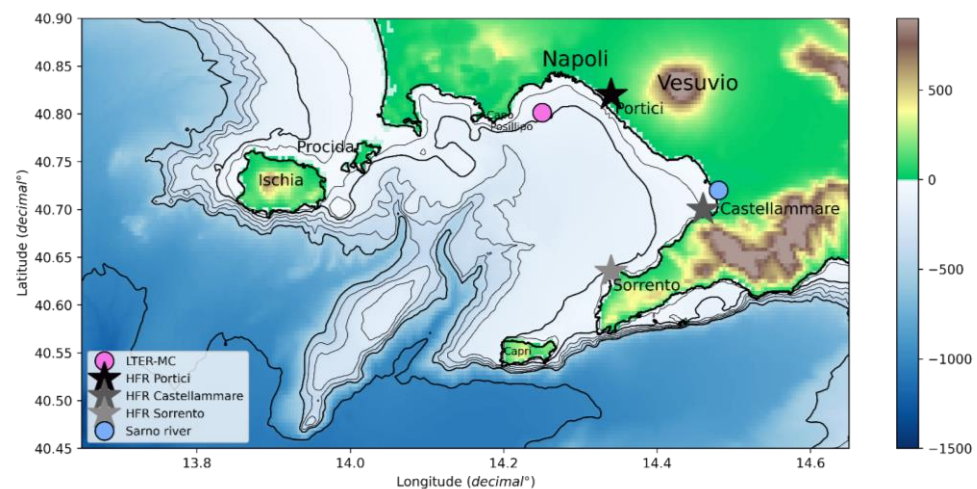 40.90
40.85
40.80
40.75
40.70
40.65
40.60
40.55
40.50
40.45
Latitude (decimal°)
Napoli
Vesuvio
Portici
Capo
Posillipo
Procida
Ischia
Castellammare
Sorrento
Capri
LTER-MC
HFR Portici
HFR Castellammare
HFR Sorrento
Sarno river
13.8
14.0
14.2
14.4
14.6
Longitude (decimal°)
500
0
−500
−1000
−1500